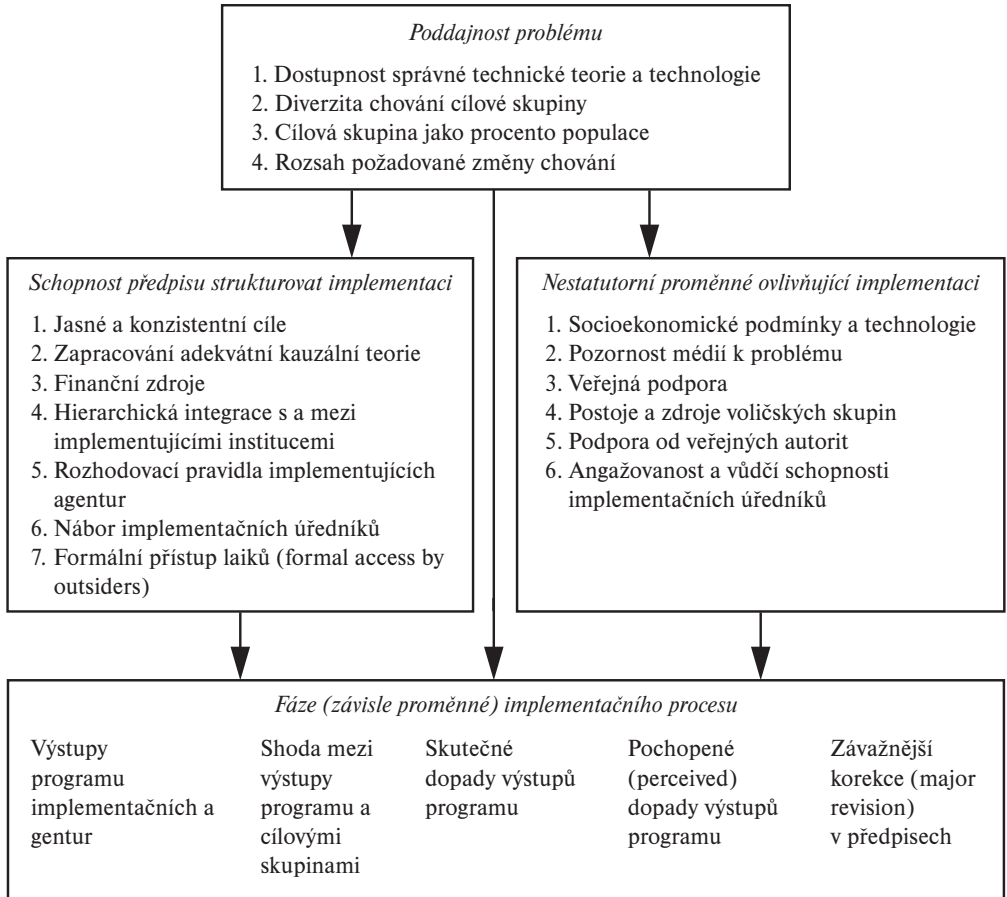 Poddajnost problému
1. Dostupnost správné technické teorie a technologie
2. Diverzita chování cílové skupiny
3. Cílová skupina jako procento populace
4. Rozsah požadované změny chování
Schopnost předpisu strukturovat implementaci
1. Jasné a konzistentní cíle
2. Zapracování adekvátní kauzální teorie
3. Finanční zdroje
4. Hierarchická integrace s a mezi
implementujícími institucemi
5. Rozhodovací pravidla implementujících
agentur
6. Nábor implementačních úředníků
7. Formální přístup laiků (formal access by
outsiders)
Nestatutorní proměnné ovlivňující implementaci
1. Socioekonomické podmínky a technologie
2. Pozornost médií k problému
3. Veřejná podpora
4. Postoje a zdroje voličských skupin
5. Podpora od veřejných autorit
6. Angažovanost a vůdčí schopnosti
implementačních úředníků
Fáze (závisle proměnné) implementačního procesu
Výstupy
programu
implementačních a
gentur
Shoda mezi
výstupy
programu a
cílovými
skupinami
Skutečné
dopady výstupů
programu
Pochopené
(perceived)
dopady výstupů
programu
Závažnější
korekce (major
revision)
v předpisech